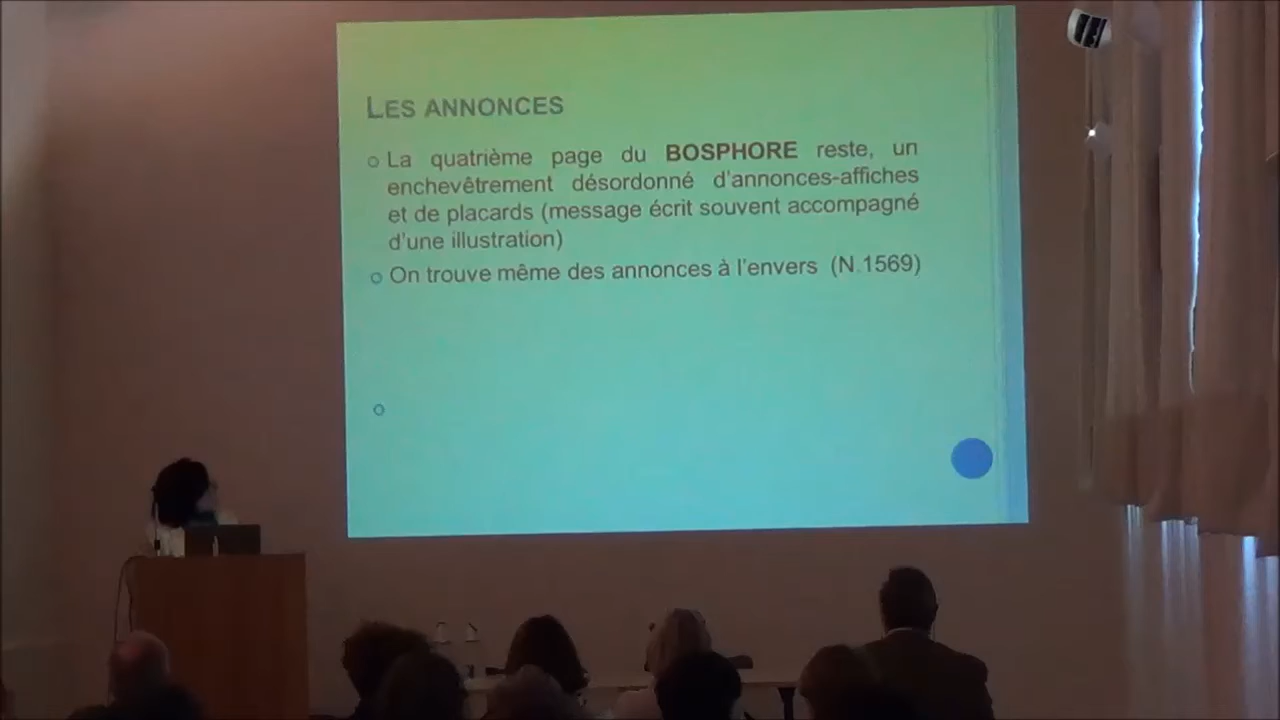 LES ANNONCES
La quatrième page du BOSPHORE reste, un
enchevêtrement désordonné d'annonces-affiches
et de placards (message écrit souvent accompagné
d'une illustration)
On trouve même des annonces à l'envers (N.1569)